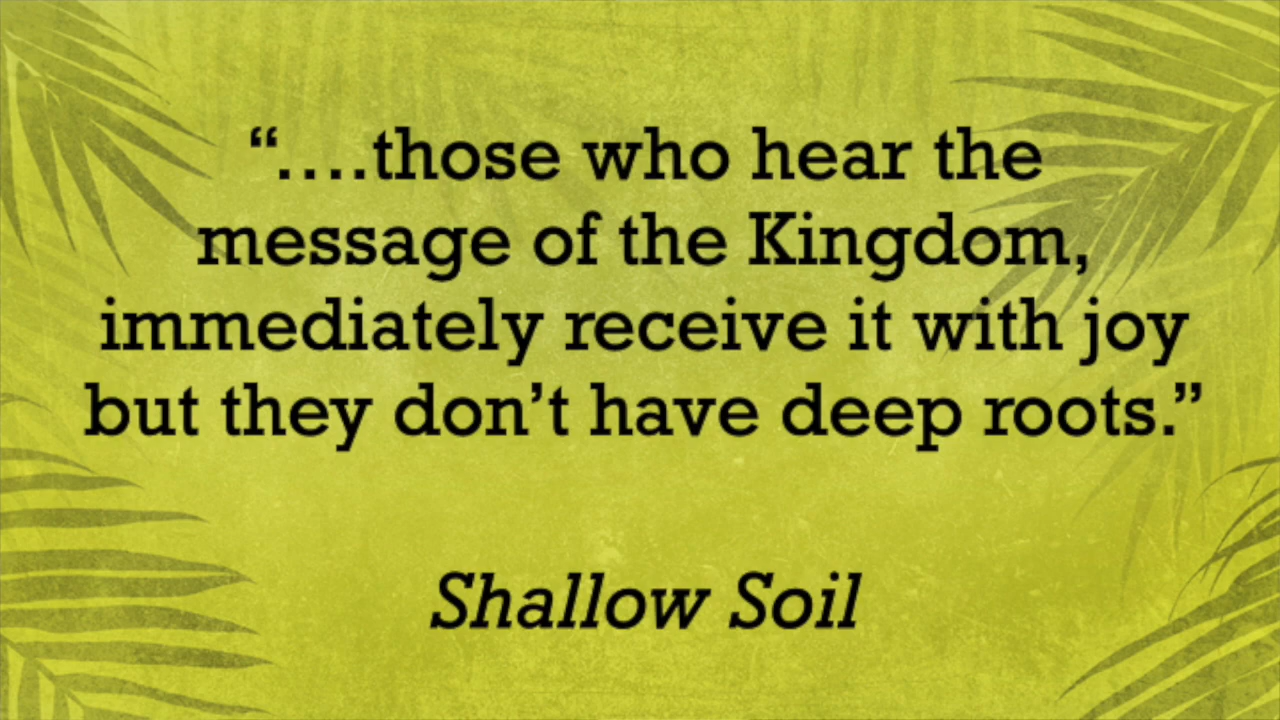 “....those who hear the
message of the Kingdom,
immediately receive it with joy
but they don’t have deep roots.”
Shallow Soil